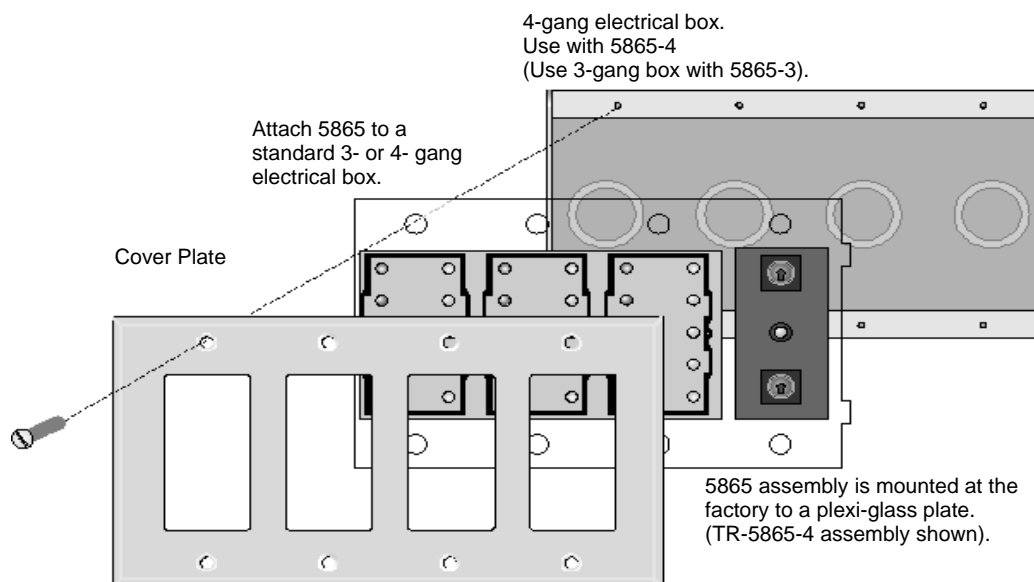 4-gang electrical box.
Use with 5865-4
(Use 3-gang box with 5865-3).
Attach 5865 to a
standard 3- or 4- gang
electrical box.
Cover Plate
5865 assembly is mounted at the
factory to a plexi-glass plate.
(TR-5865-4 assembly shown).